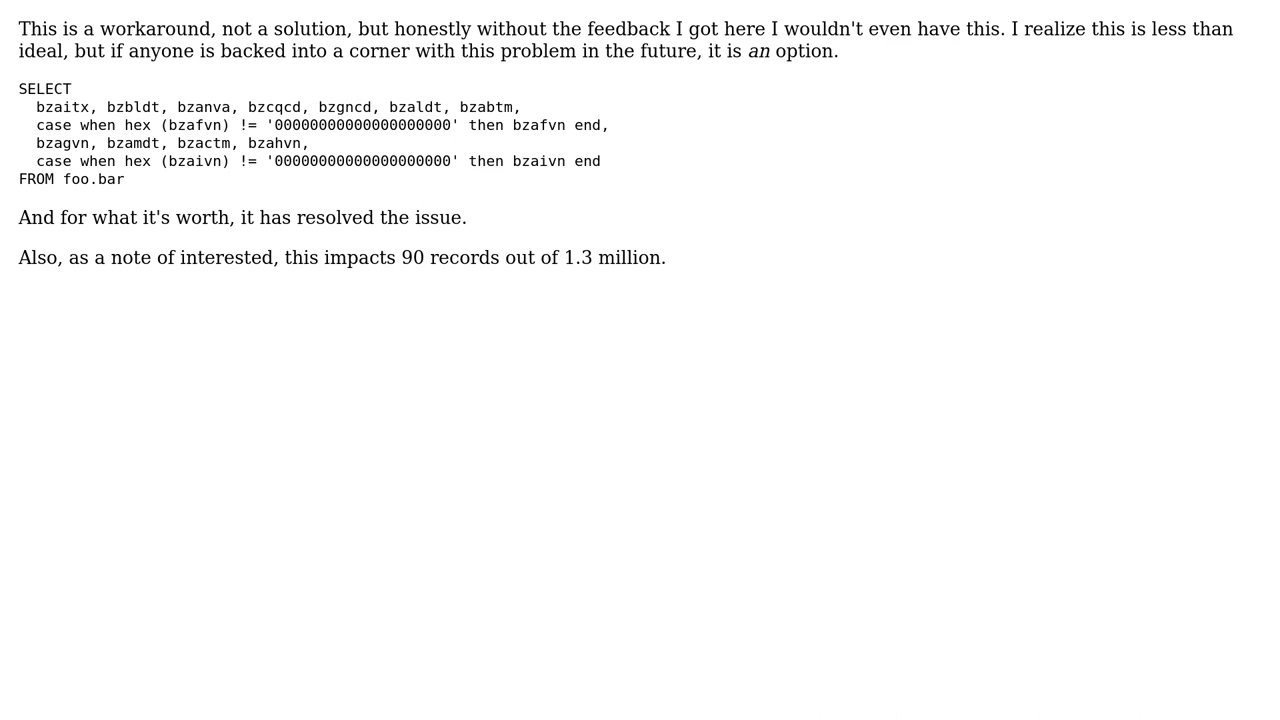 This is a workaround, not a solution, but honestly without the feedback I got here I wouldn't even have this. I realize this is less than
ideal, but if anyone is backed into a corner with this problem in the future, it is an option.
SELECT
  bzaitx, bzbldt, bzanva, bzcqcd, bzgncd, bzaldt, bzabtm,
  case when hex (bzafvn) != '00000000000000000000' then bzafvn end,
  bzagvn, bzamdt, bzactm, bzahvn,
  case when hex (bzaivn) != '00000000000000000000' then bzaivn end
FROM foo.bar
And for what it's worth, it has resolved the issue.
Also, as a note of interested, this impacts 90 records out of 1.3 million.